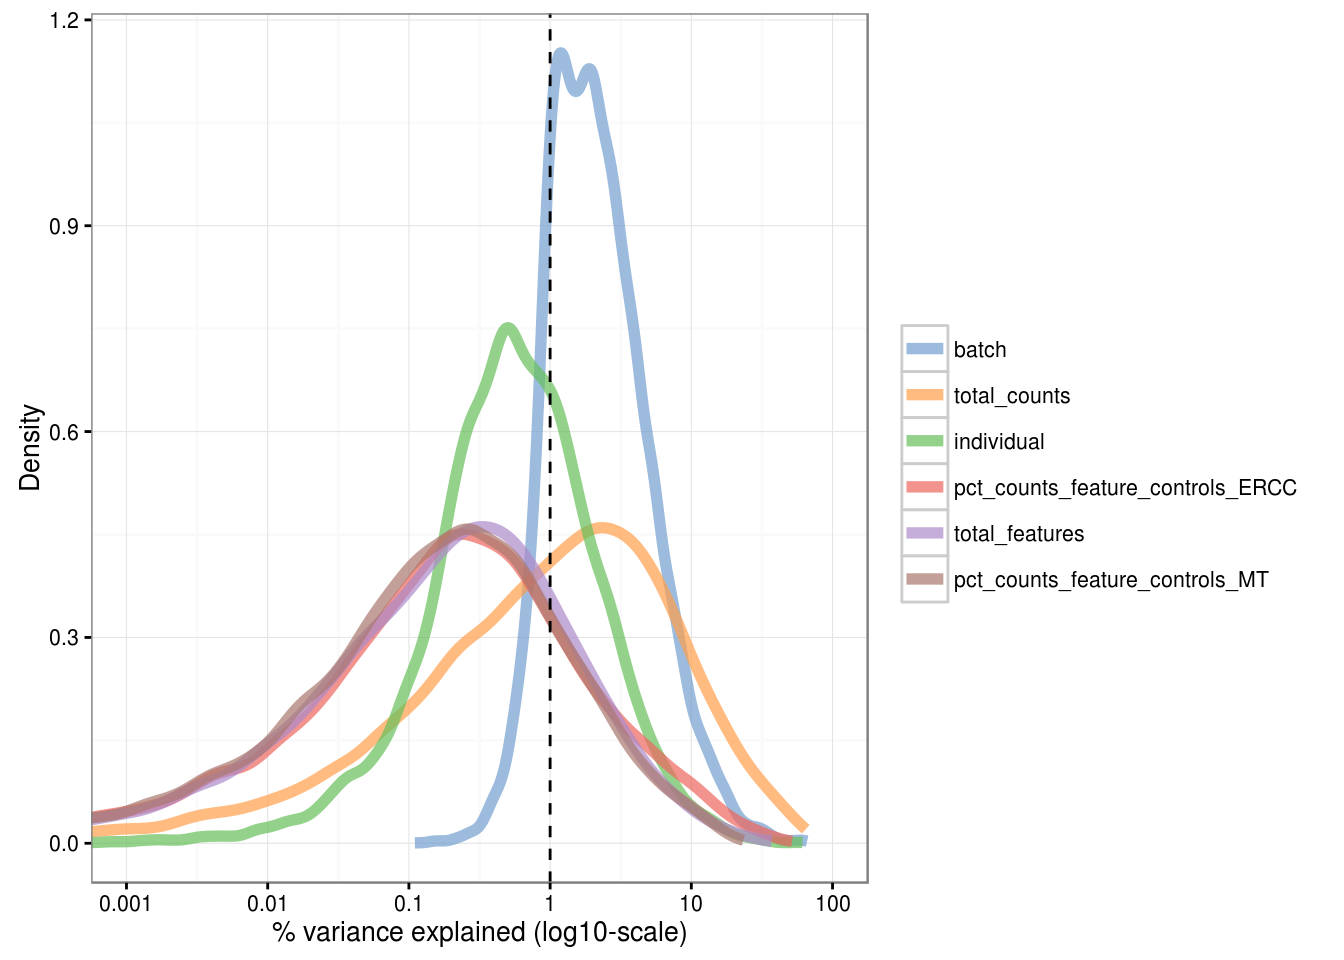 1.2
0.9
0.6
0.3
0.0
Density
0.001
0.01
0.1
1
10
100
% variance explained (log10-scale)
batch
total_counts
individual
pct_counts_feature_controls_ERCC
total_features
pct_counts_feature_controls_MT